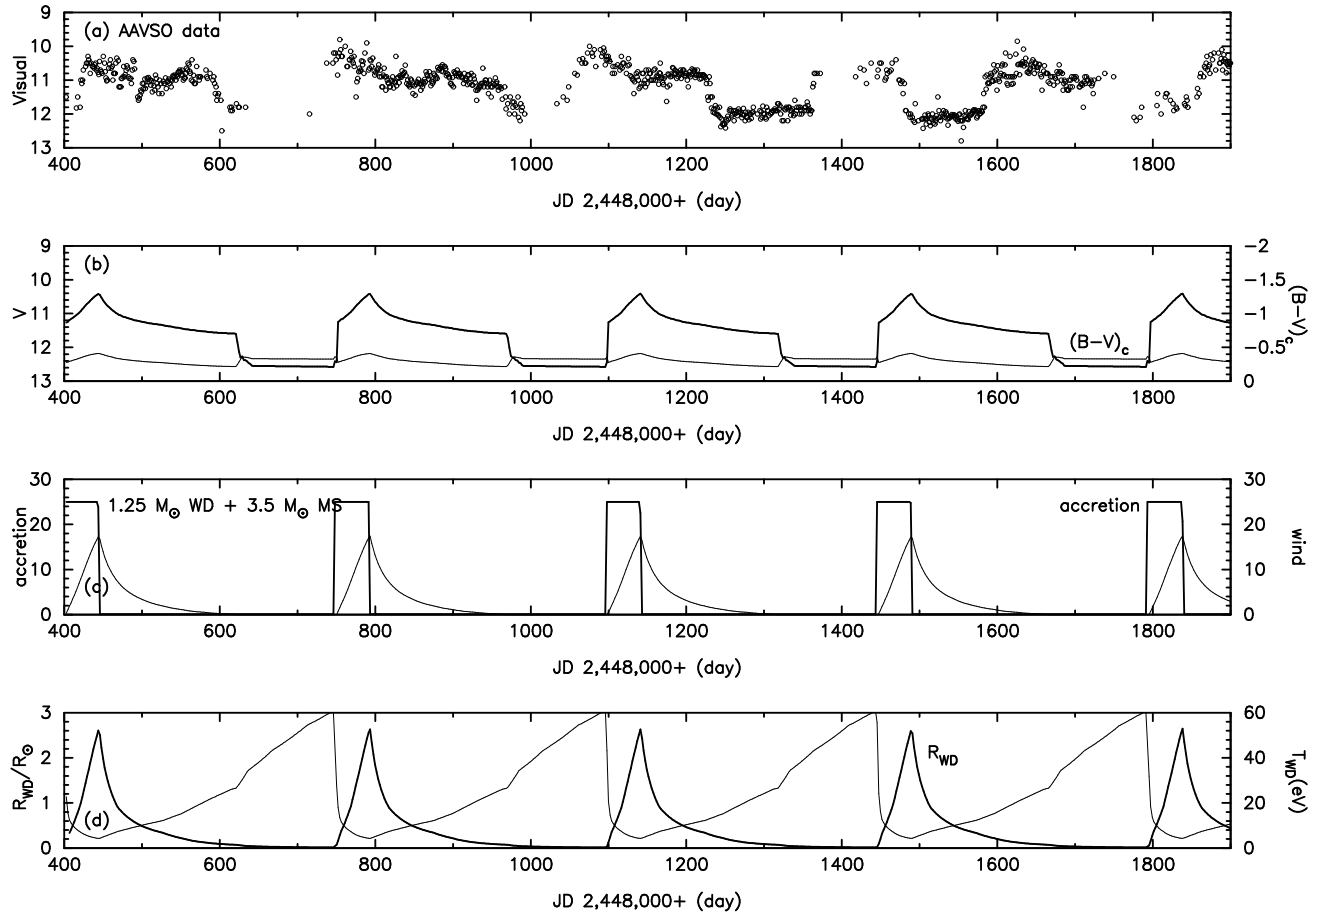 9
10
11
12
13
Visual
(a) AAVSO data
400 600 800 1000 1200 1400 1600 1800
JD 2,448,000+ (day)
9
10
11
12
13
V
(b)
(B−V)c
−2
−1.5
−1
−0.5
0
(B−V)c
400 600 800 1000 1200 1400 1600 1800
JD 2,448,000+ (day)
30
20
10
0
accretion
1.25 M⊙ WD + 3.5 M⊙ MS
accretion
(c)
30
20
10
0
wind
400 600 800 1000 1200 1400 1600 1800
JD 2,448,000+ (day)
3
2
1
0
RWD/R⊙
RWD
(d)
60
40
20
0
TWD(eV)
400 600 800 1000 1200 1400 1600 1800
JD 2,448,000+ (day)